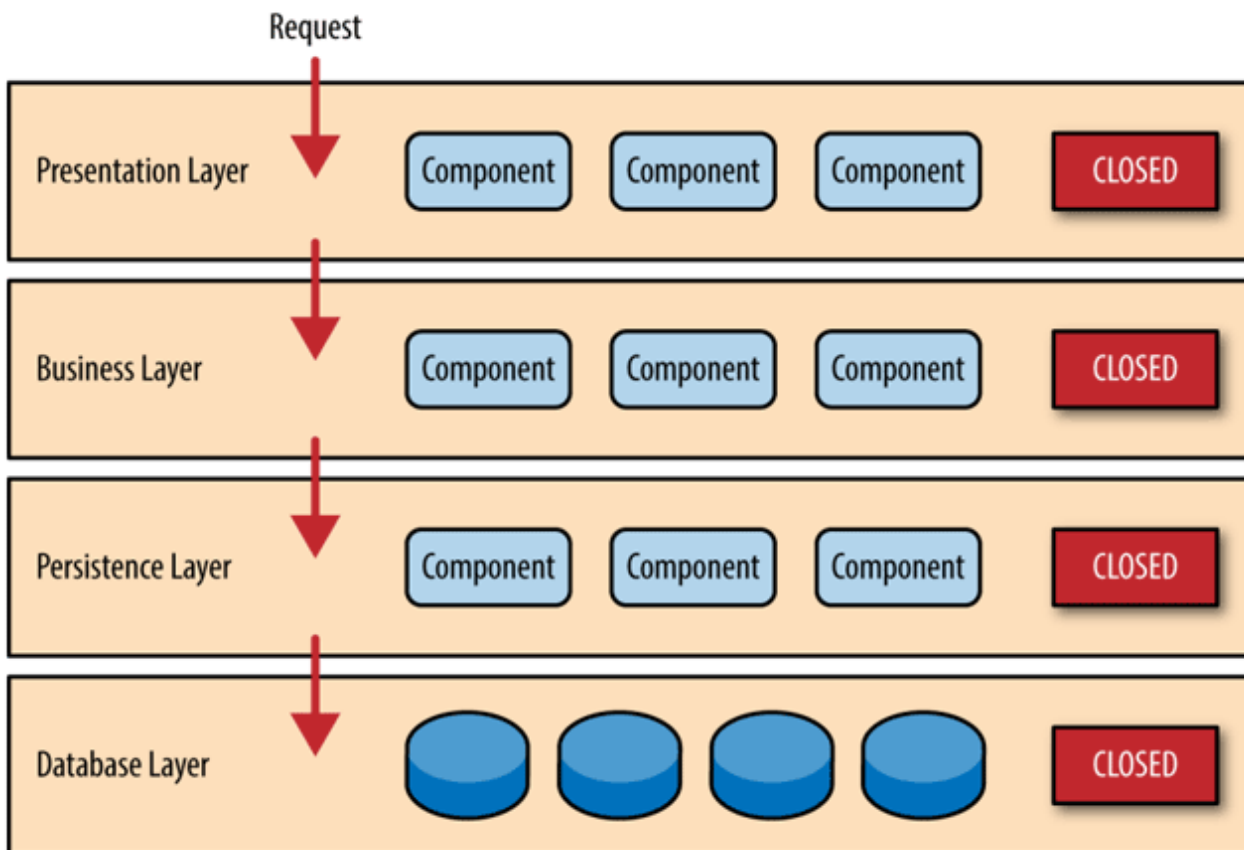 Request
Presentation Layer Component Component Component CLOSED
Business Layer Component Component Component CLOSED
Persistence Layer Component Component Component CLOSED
Database Layer CLOSED